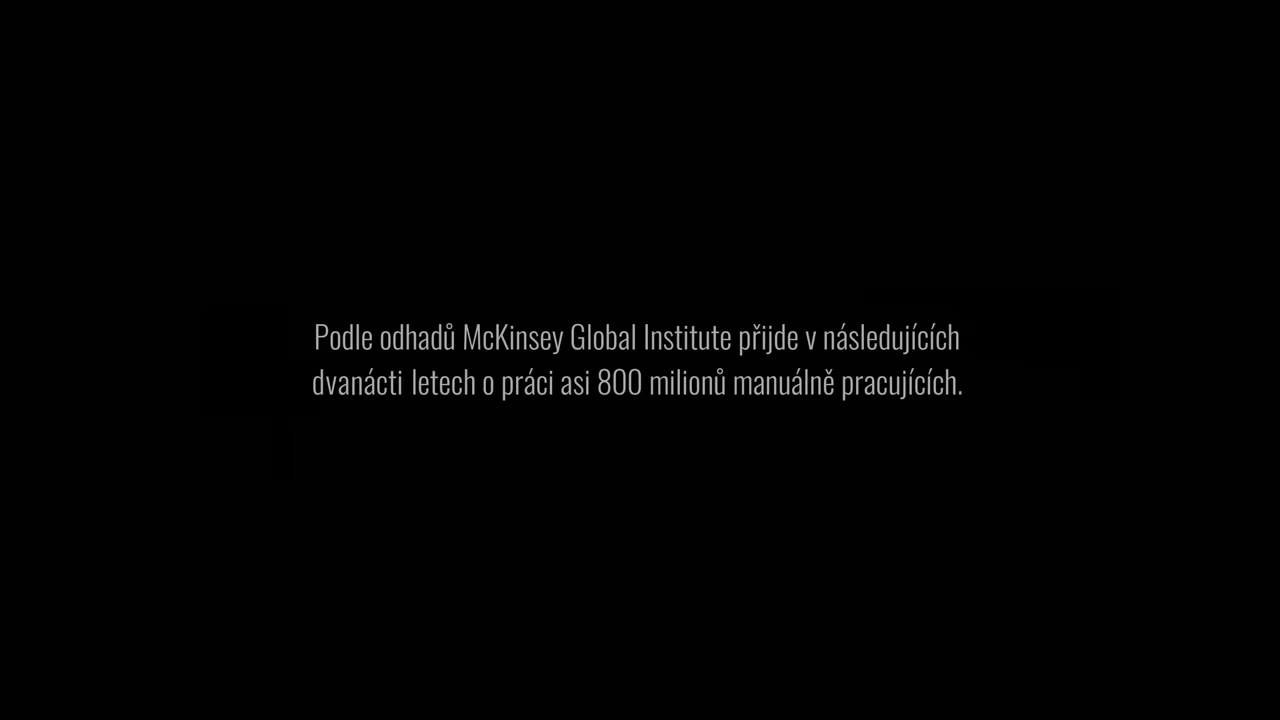 Podle odhadů McKinsey Global Institute přijde v následujících
dvanácti letech o práci asi 800 milionů manuálně pracujících.